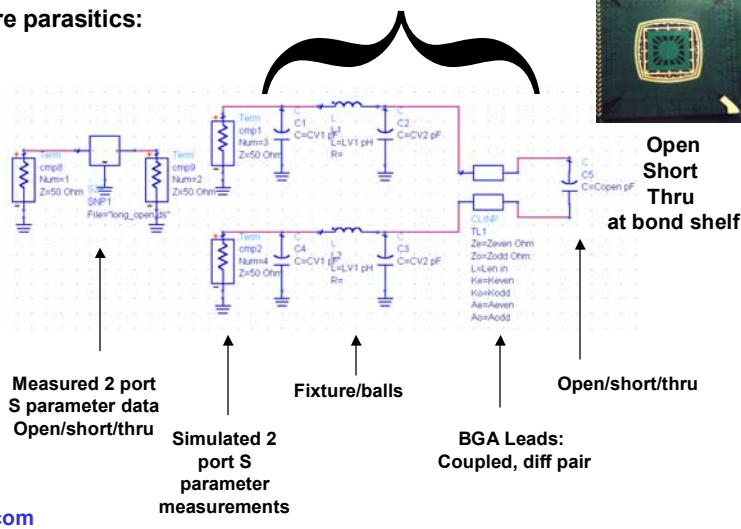 re parasitics:
Open
Short
Thru
at bond shelf
Term
cmp8
Num=1
Z=50 Ohm
SNP1
File="long_open.ds"
Term
cmp9
Num=2
Z=50 Ohm
Term
cmp1
Num=3
Z=50 Ohm
C
C1
C=CV1 pF
L
L=LV1 pH
R=
C
C2
C=CV2 pF
Term
cmp2
Num=4
Z=50 Ohm
C
C4
C=CV1 pF
L
L=LV1 pH
R=
C
C3
C=CV2 pF
CLINP
TL1
Ze=Zeven Ohm
Zo=Zodd Ohm
L=Len in
Ke=Keven
Ko=Kodd
Ae=Aeven
Ao=Aodd
C
C5
C=Copen pF
Measured 2 port
S parameter data
Open/short/thru
Simulated 2
port S
parameter
measurements
Fixture/balls
BGA Leads:
Coupled, diff pair
Open/short/thru
com